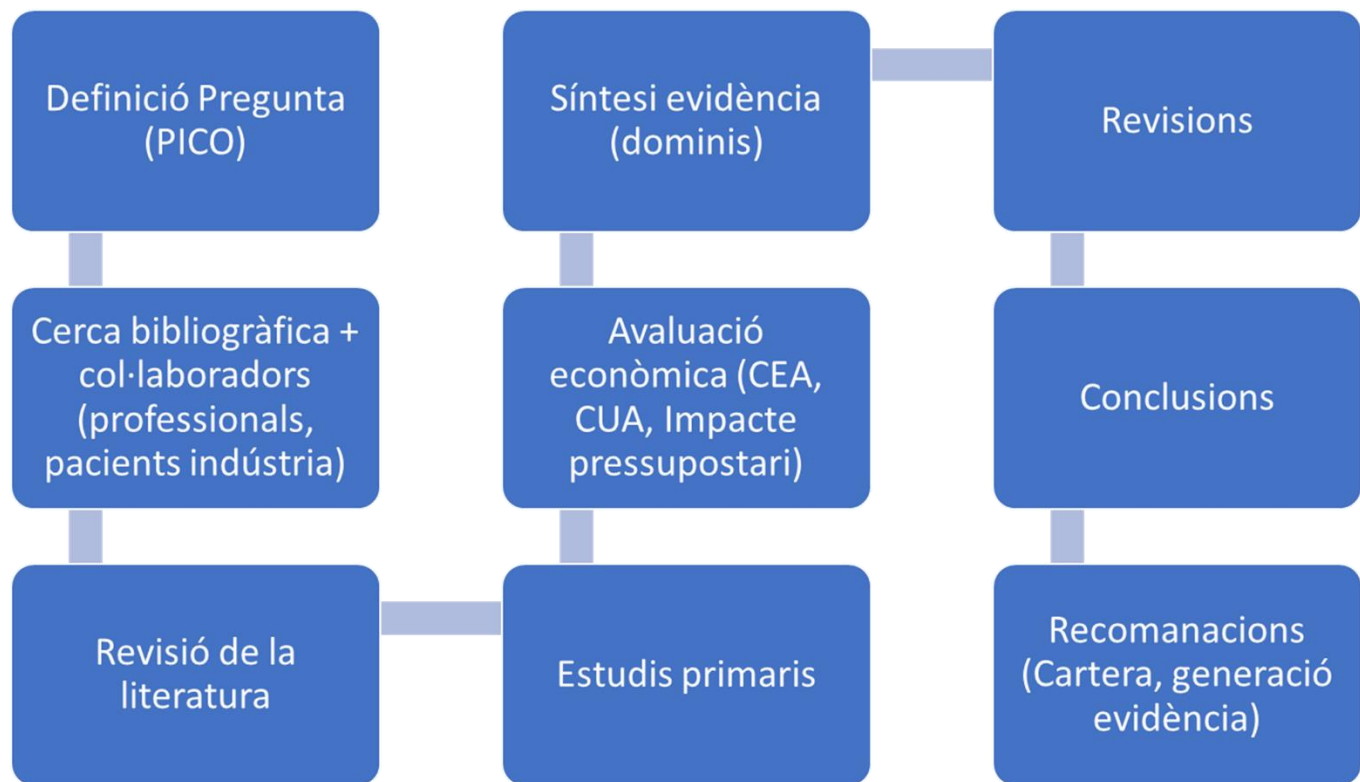 Definició Pregunta
(PICO)
Cerca bibliogràfica +
col·laboradors
(professionals,
pacients indústria)
Revisió de la
literatura
Estudis primaris
Avaluació
econòmica (CEA,
CUA, Impacte
pressupostari)
Síntesi evidència
(dominis)
Revisions
Conclusions
Recomanacions
(Cartera, generació
evidència)